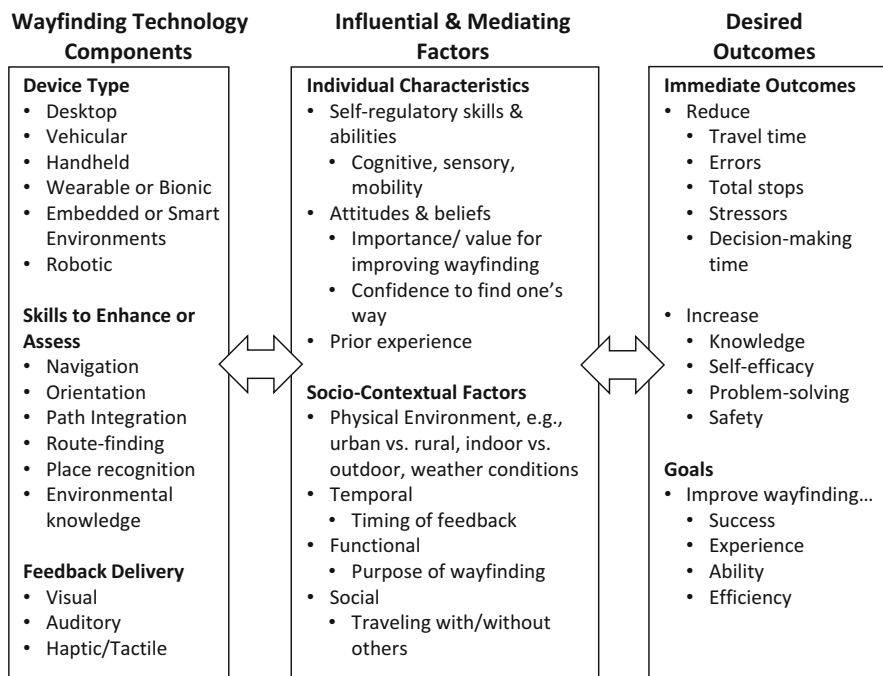 Wayfinding Technology
Components
Device Type
• Desktop
• Vehicular
• Handheld
• Wearable or Bionic
• Embedded or Smart
Environments
• Robotic
Skills to Enhance or
Assess
• Navigation
• Orientation
• Path Integration
• Route-finding
• Place recognition
• Environmental
knowledge
Feedback Delivery
• Visual
• Auditory
• Haptic/Tactile
Influential & Mediating
Factors
Individual Characteristics
• Self-regulatory skills &
abilities
• Cognitive, sensory,
mobility
• Attitudes & beliefs
• Importance/ value for
improving wayfinding
• Confidence to find one’s
way
• Prior experience
Socio-Contextual Factors
• Physical Environment, e.g.,
urban vs. rural, indoor vs.
outdoor, weather conditions
• Temporal
• Timing of feedback
• Functional
• Purpose of wayfinding
• Social
• Traveling with/without
others
Desired
Outcomes
Immediate Outcomes
• Reduce
• Travel time
• Errors
• Total stops
• Stressors
• Decision-making
time
• Increase
• Knowledge
• Self-efficacy
• Problem-solving
• Safety
Goals
• Improve wayfinding…
• Success
• Experience
• Ability
• Efficiency